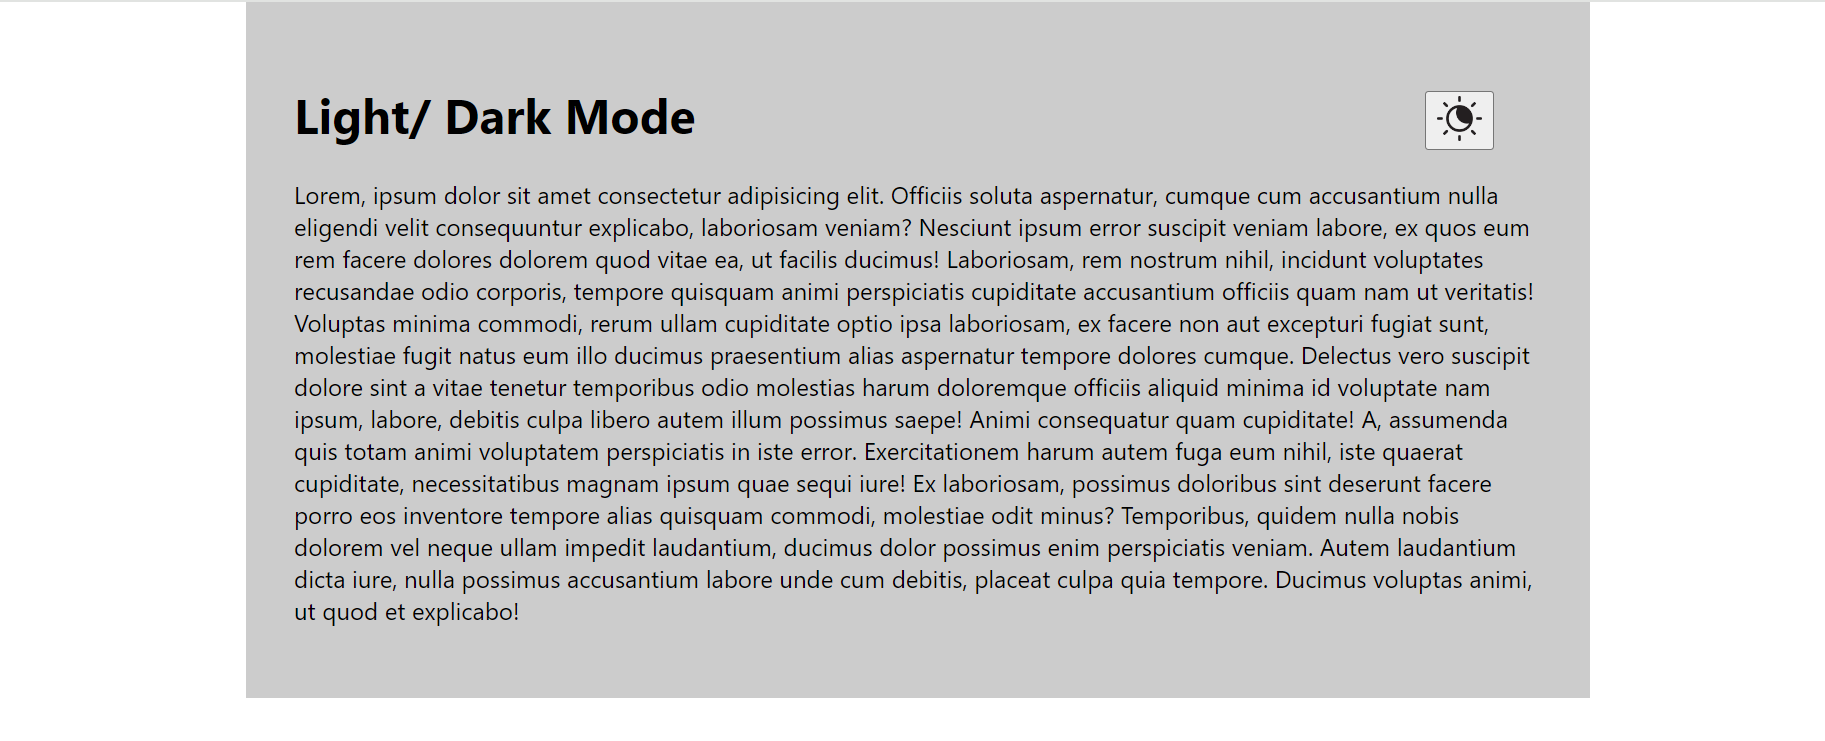 Light/ Dark Mode
Lorem, ipsum dolor sit amet consectetur adipisicing elit. Officiis soluta aspernatur, cumque cum accusantium nulla
eligendi velit consequuntur explicabo, laboriosam veniam? Nesciunt ipsum error suscipit veniam labore, ex quos eum
rem facere dolores dolorem quod vitae ea, ut facilis ducimus! Laboriosam, rem nostrum nihil, incidunt voluptates
recusandae odio corporis, tempore quisquam animi perspiciatis cupiditate accusantium officiis quam nam ut veritatis!
Voluptas minima commodi, rerum ullam cupiditate optio ipsa laboriosam, ex facere non aut excepturi fugiat sunt,
molestiae fugit natus eum illo ducimus praesentium alias aspernatur tempore dolores cumque. Delectus vero suscipit
dolore sint a vitae tenetur temporibus odio molestias harum doloremque officiis aliquid minima id voluptate nam
ipsum, labore, debitis culpa libero autem illum possimus saepe! Animi consequatur quam cupiditate! A, assumenda
quis totam animi voluptatem perspiciatis in iste error. Exercitationem harum autem fuga eum nihil, iste quaerat
cupiditate, necessitatibus magnam ipsum quae sequi iure! Ex laboriosam, possimus doloribus sint deserunt facere
porro eos inventore tempore alias quisquam commodi, molestiae odit minus? Temporibus, quidem nulla nobis
dolorem vel neque ullam impedit laudantium, ducimus dolor possimus enim perspiciatis veniam. Autem laudantium
dicta iure, nulla possimus accusantium labore unde cum debitis, placeat culpa quia tempore. Ducimus voluptas animi,
ut quod et explicabo!